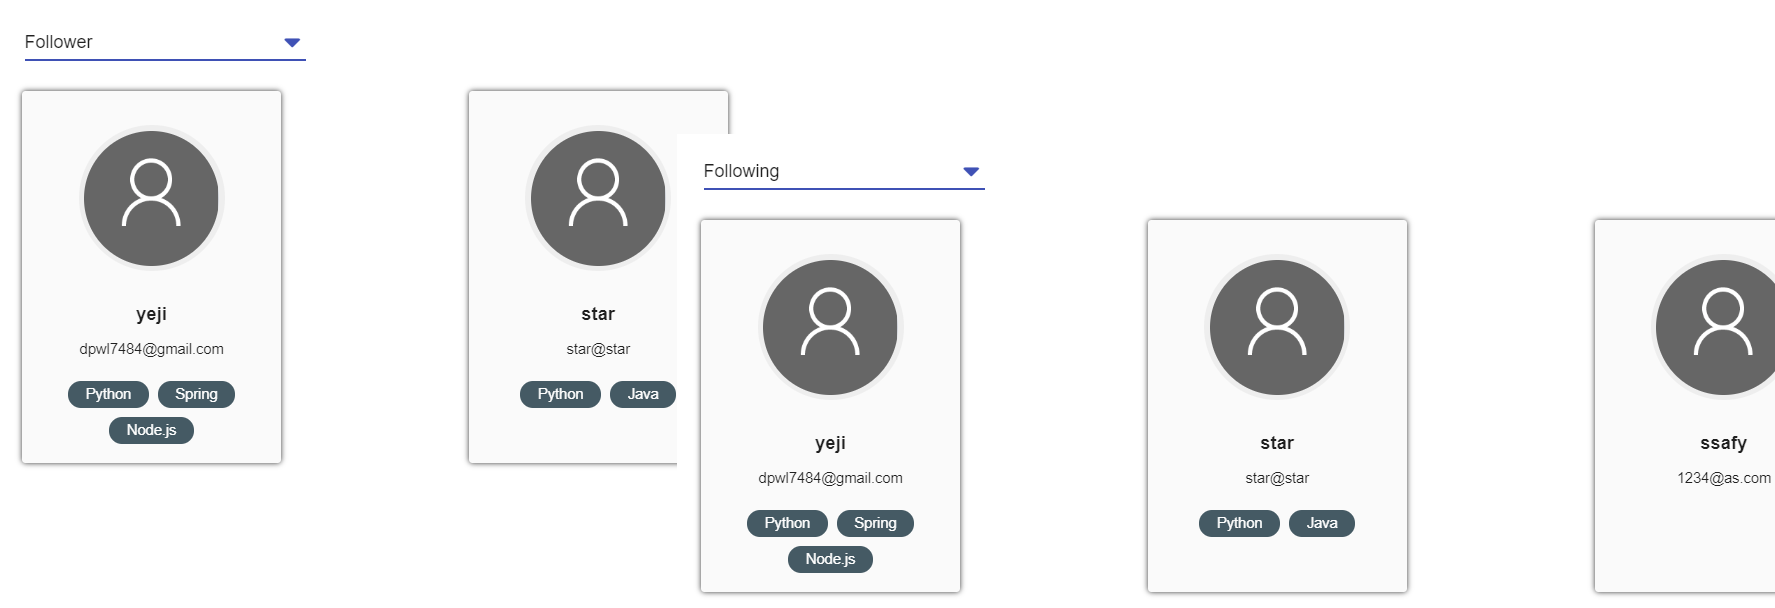 Follower
yeji
dpwl7484@gmail.com
Python Spring
Node.js
star
star@star
Python Java
Following
yeji
dpwl7484@gmail.com
Python Spring
Node.js
star
star@star
Python Java
ssafy
1234@as.com